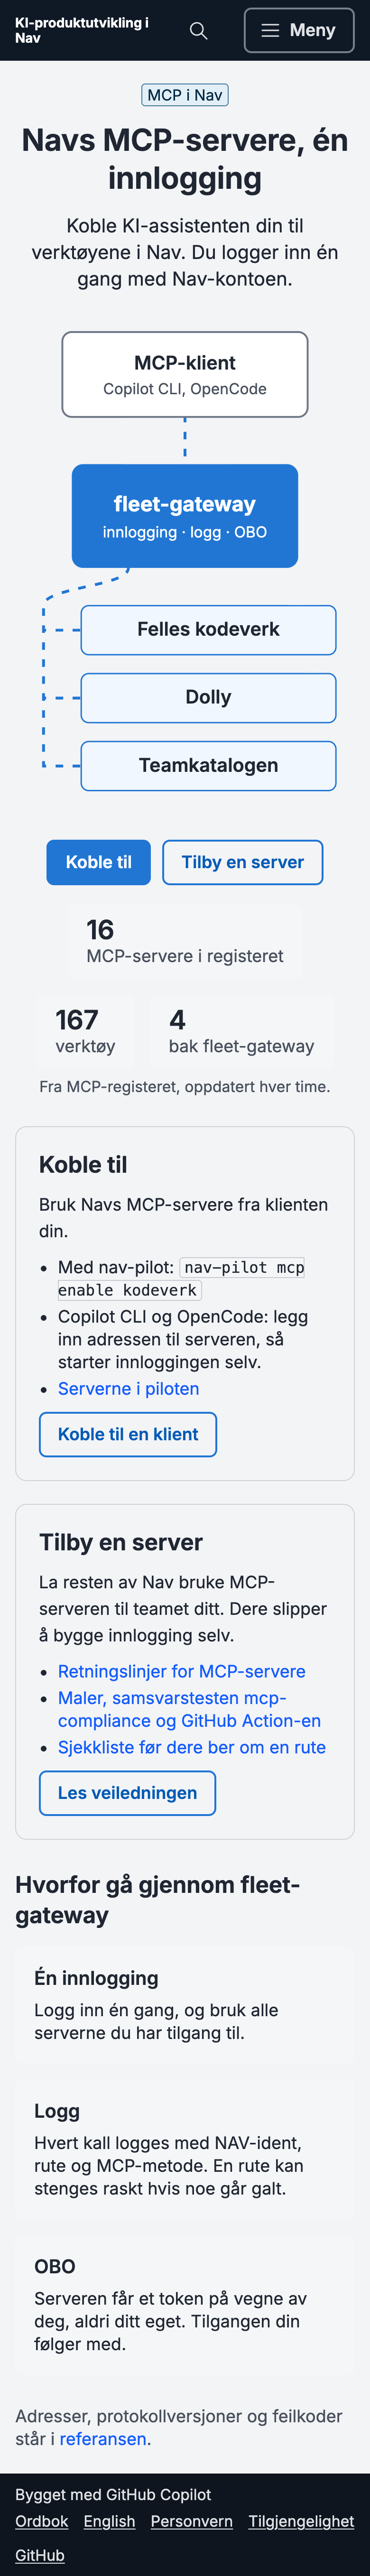 KI-produktutvikling i
Nav
Meny
MCP i Nav
Navs MCP-servere, én
innlogging
Koble KI-assistenten din til
verktøyene i Nav. Du logger inn én
gang med Nav-kontoen.
MCP-klient
Copilot CLI, OpenCode
fleet-gateway
innlogging · logg · OBO
Felles kodeverk
Dolly
Teamkatalogen
Koble til
Tilby en server
16
MCP-servere i registeret
167
verktøy
4
bak fleet-gateway
Fra MCP-registeret, oppdatert hver time.
Koble til
Bruk Navs MCP-servere fra klienten
din.
Med nav-pilot: nav-pilot mcp
enable kodeverk
Copilot CLI og OpenCode: legg
inn adressen til serveren, så
starter innloggingen selv.
Serverne i piloten
Koble til en klient
Tilby en server
La resten av Nav bruke MCP-
serveren til teamet ditt. Dere slipper
å bygge innlogging selv.
Retningslinjer for MCP-servere
Maler, samsvarstesten mcp-
compliance og GitHub Action-en
Sjekkliste før dere ber om en rute
Les veiledningen
Hvorfor gå gjennom fleet-
gateway
Én innlogging
Logg inn én gang, og bruk alle
serverne du har tilgang til.
Logg
Hvert kall logges med NAV-ident,
rute og MCP-metode. En rute kan
stenges raskt hvis noe går galt.
OBO
Serveren får et token på vegne av
deg, aldri ditt eget. Tilgangen din
følger med.
Adresser, protokollversjoner og feilkoder
står i referansen.
Bygget med GitHub Copilot
Ordbok English Personvern Tilgjengelighet
GitHub